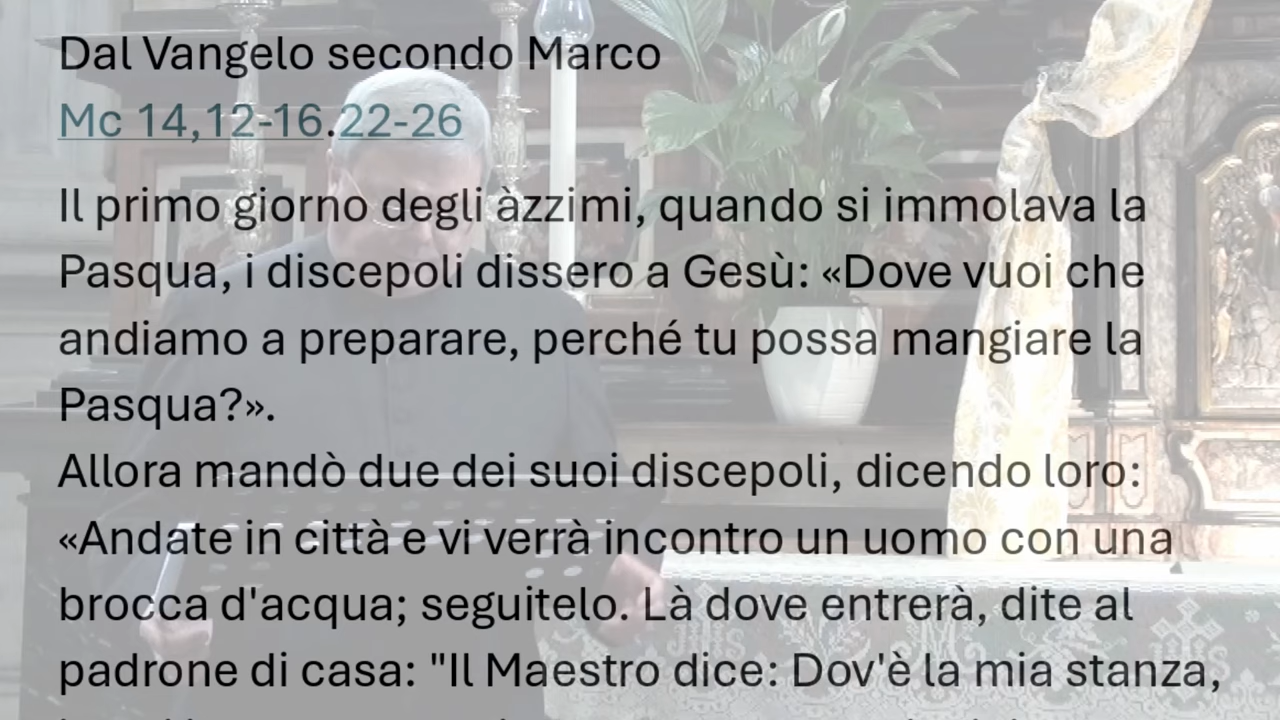 Dal Vangelo secondo Marco
Mc 14,12-16.22-26
Il primo giorno degli àzzimi, quando si immolava la
Pasqua, i discepoli dissero a Gesù: «Dove vuoi che
andiamo a preparare, perché tu possa mangiare la
Pasqua?».
Allora mandò due dei suoi discepoli, dicendo loro:
«Andate in città e vi verrà incontro un uomo con una
brocca d'acqua; seguitelo. Là dove entrerà, dite al
padrone di casa: "Il Maestro dice: Dov'è la mia stanza,